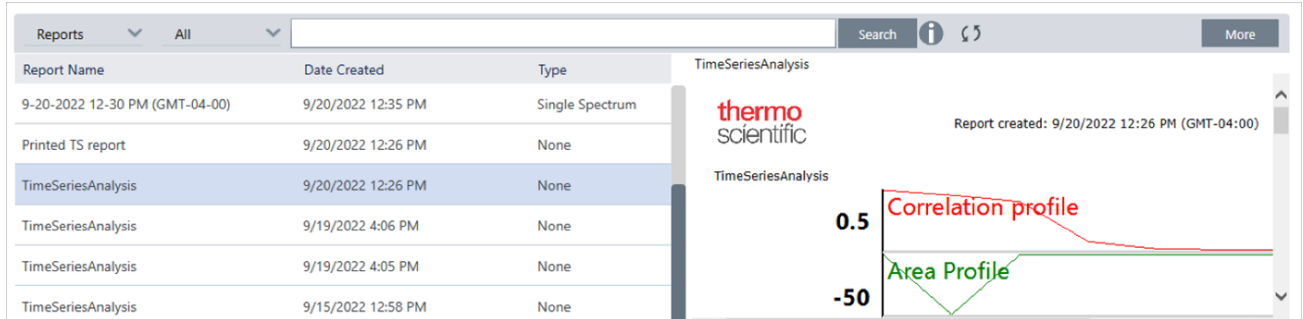 Reports All Search More
Report Name Date Created Type
9-20-2022 12-30 PM (GMT-04-00) 9/20/2022 12:35 PM Single Spectrum
Printed TS report 9/20/2022 12:26 PM None
TimeSeriesAnalysis 9/20/2022 12:26 PM None
TimeSeriesAnalysis 9/19/2022 4:06 PM None
TimeSeriesAnalysis 9/19/2022 4:05 PM None
TimeSeriesAnalysis 9/15/2022 12:58 PM None
TimeSeriesAnalysis
thermo
scientific
Report created: 9/20/2022 12:26 PM (GMT-04:00)
TimeSeriesAnalysis
0.5 Correlation profile
Area Profile
-50